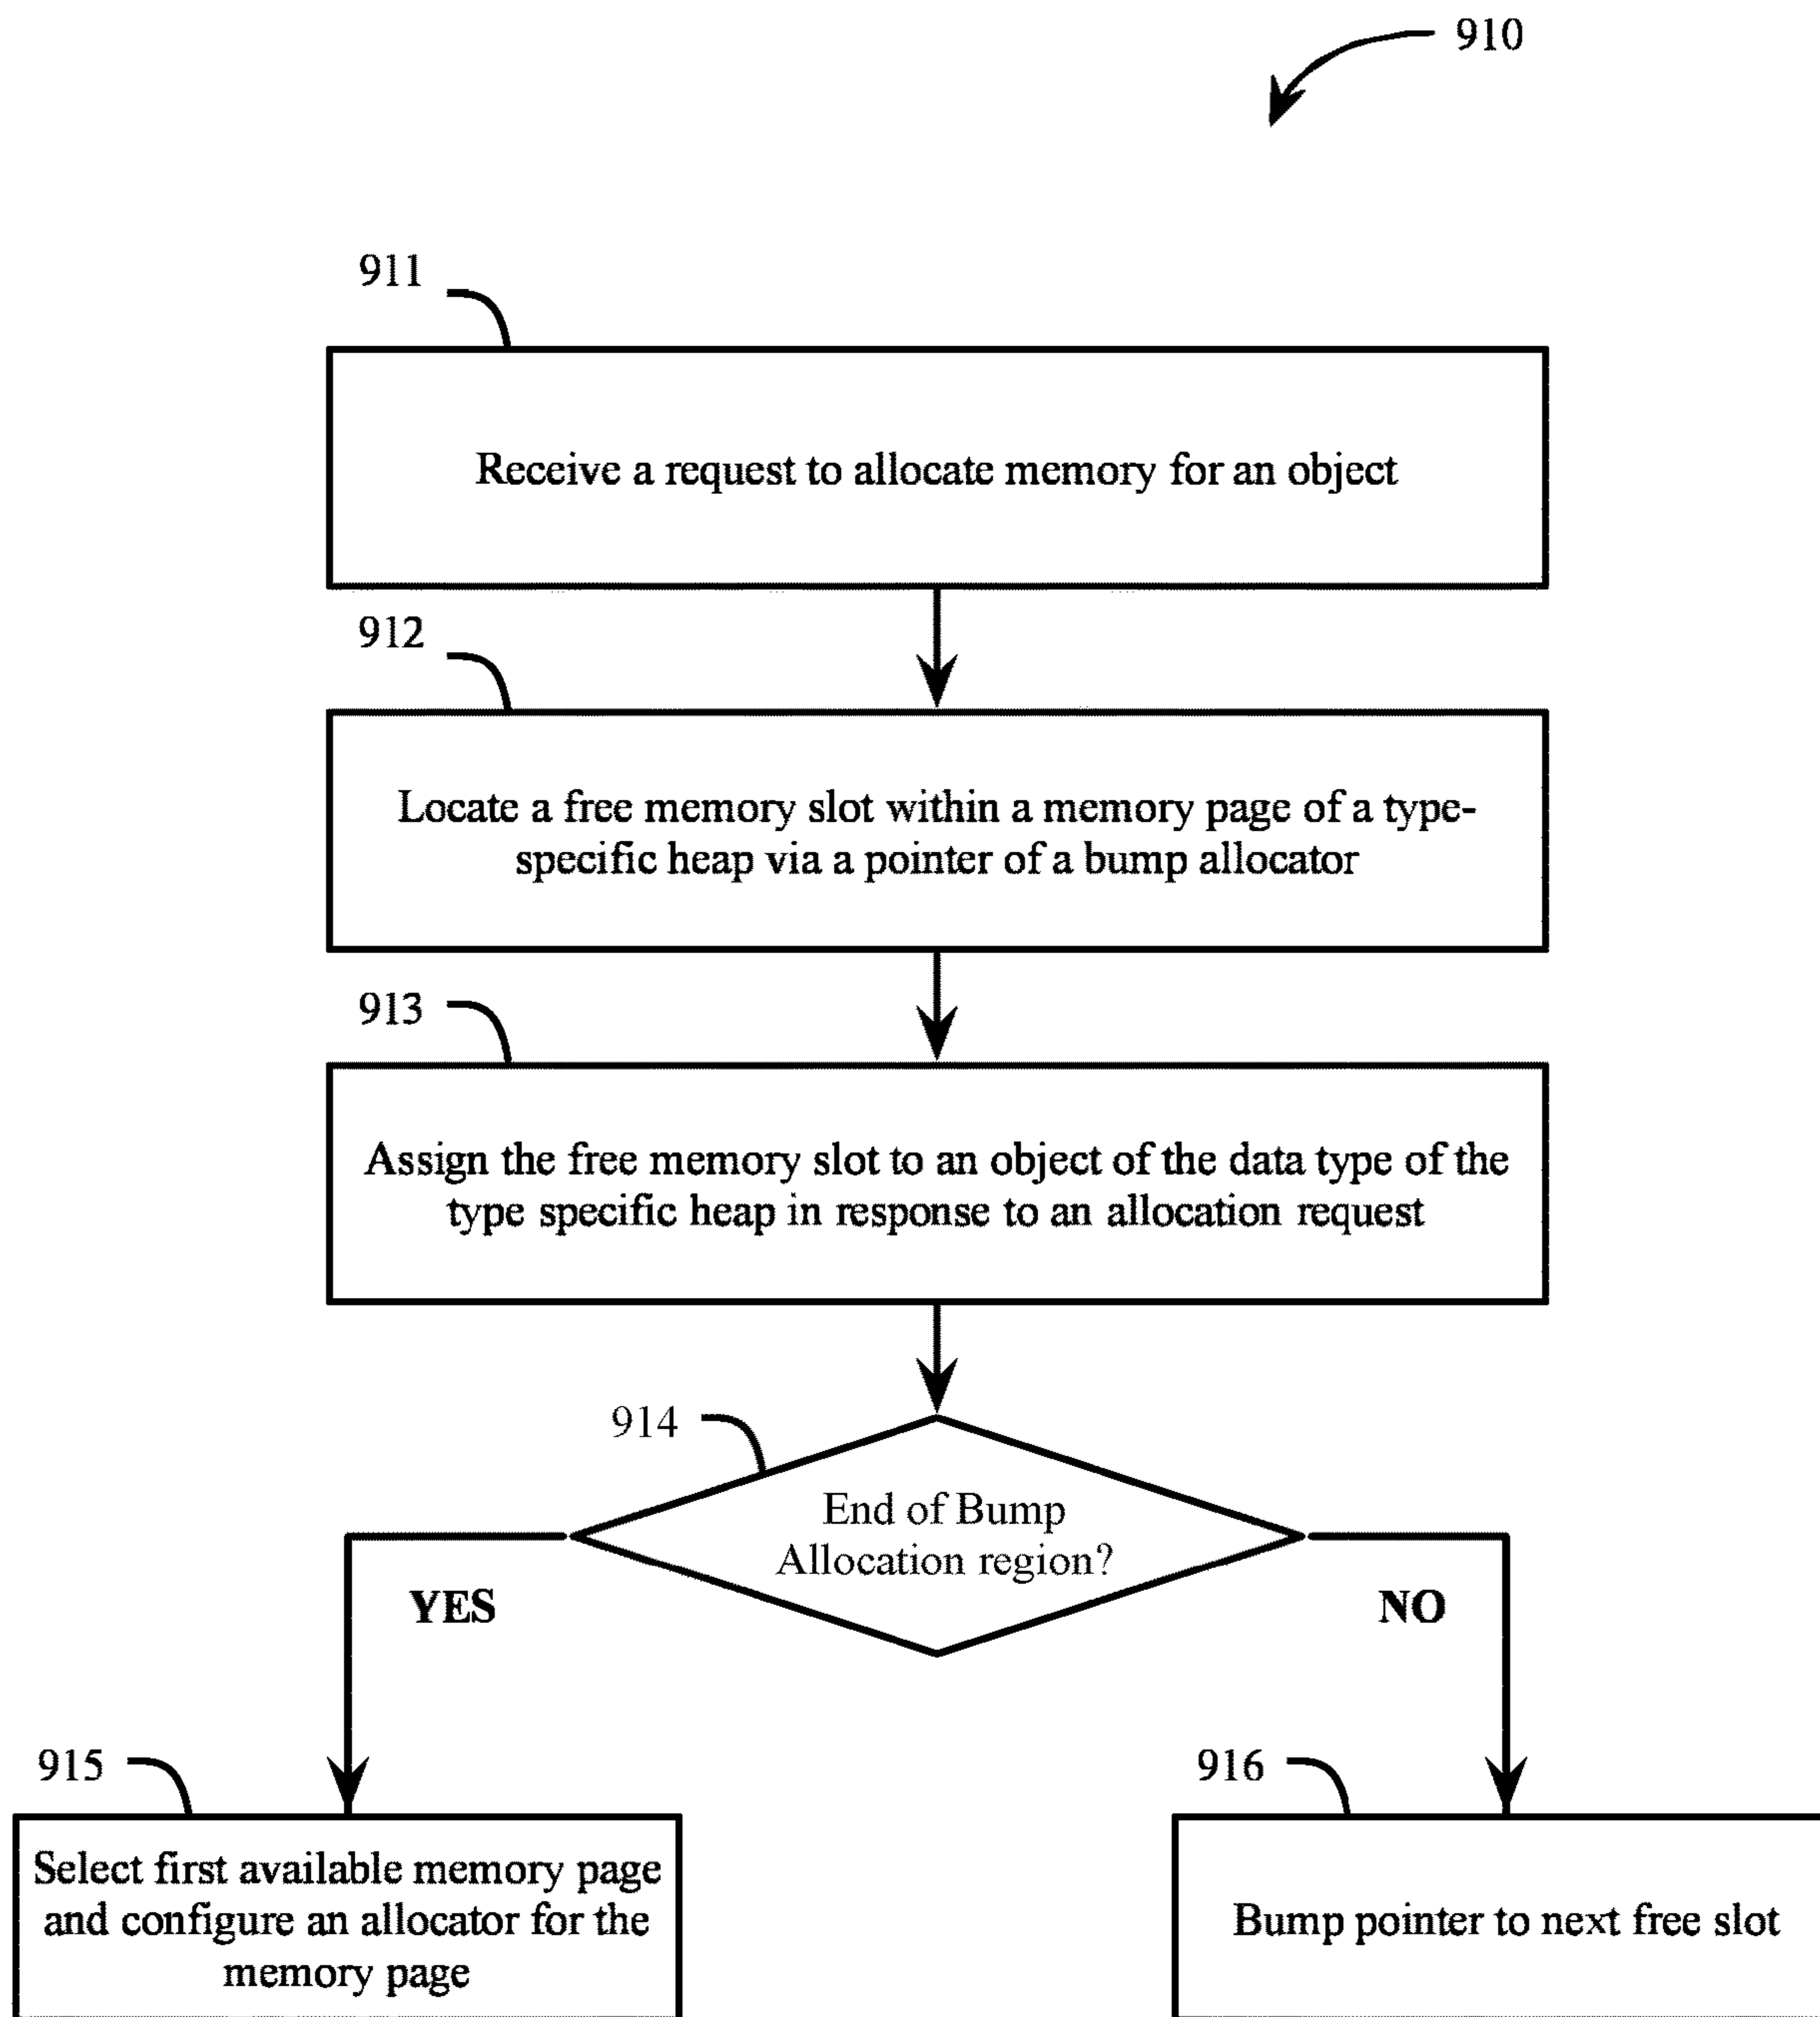 910
911
Receive a request to allocate memory for an object
912
Locate a free memory slot within a memory page of a type-
specific heap via a pointer of a bump allocator
913
Assign the free memory slot to an object of the data type of the
type specific heap in response to an allocation request
914
End of Bump
Allocation region?
YES
NO
915
Select first available memory page
and configure an allocator for the
memory page
916
Bump pointer to next free slot